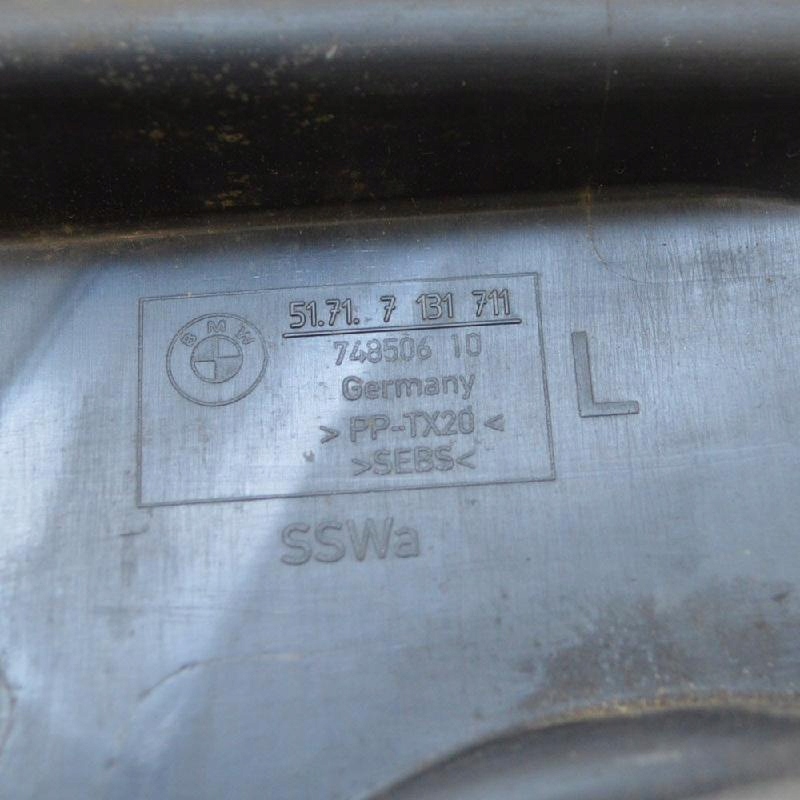 BMW
51.71. 7 131 711
748506 10
Germany
> PP-TX20 <
>SEBS<
L
SSWa